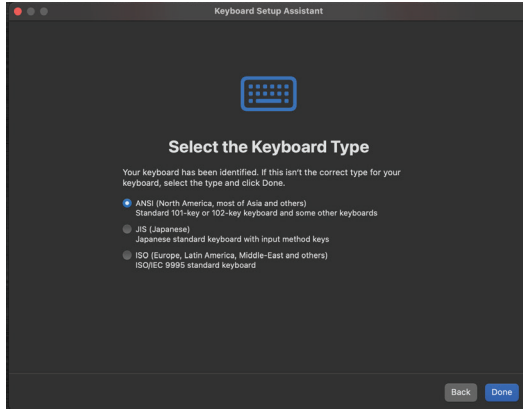 Keyboard Setup Assistant
Select the Keyboard Type
Your keyboard has been identified. If this isn't the correct type for your
keyboard, select the type and click Done.
ANSI (North America, most of Asia and others)
Standard 101-key or 102-key keyboard and some other keyboards
JIS (Japanese)
Japanese standard keyboard with input method keys
ISO (Europe, Latin America, Middle-East and others)
ISO/IEC 9995 standard keyboard
Back
Done